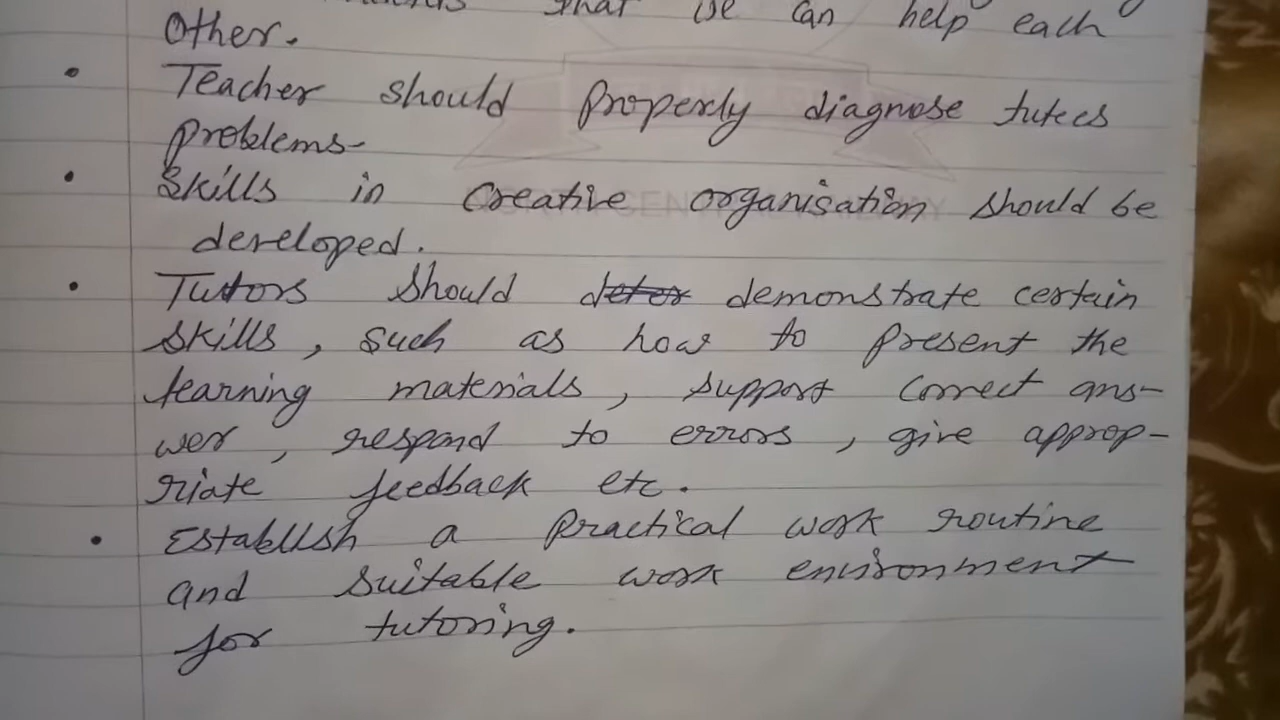 that we can help each
Other.
• Teacher should properly diagnose tutees
problems-
• Skills in Creative organisation should be
developed.
• Tutors should demonstrate certain
skills, such as how to present the
learning materials, support correct ans-
wer, respond to errors, give approp-
riate feedback etc.
• Establish a practical work routine
and suitable work environment
for tutoring.